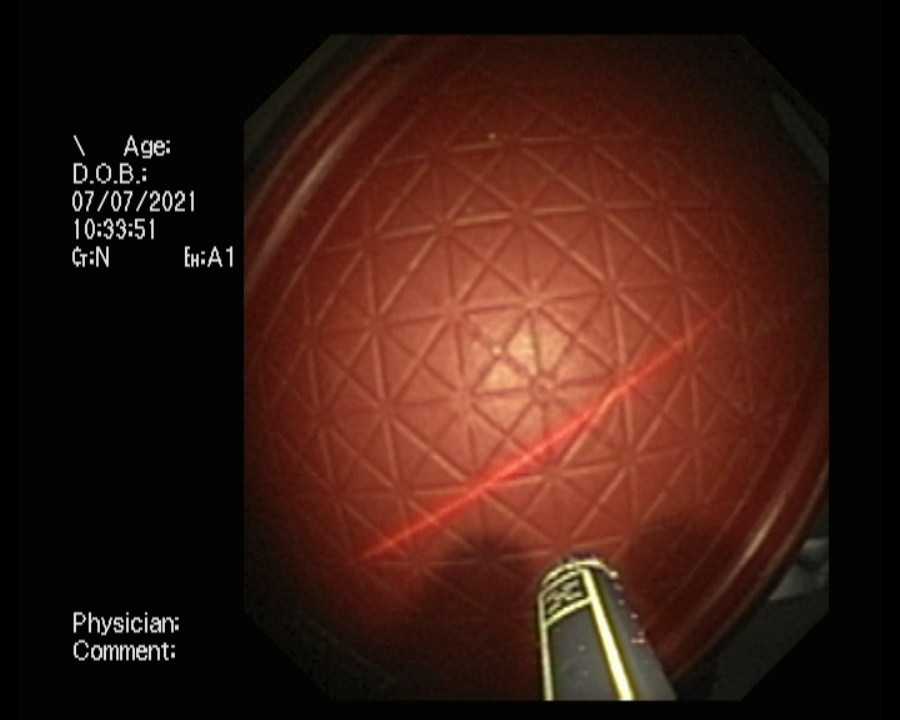 \ Age:
D.O.B.:
07/07/2021
10:33:51
Cr:N EH:A1
Physician:
Comment: